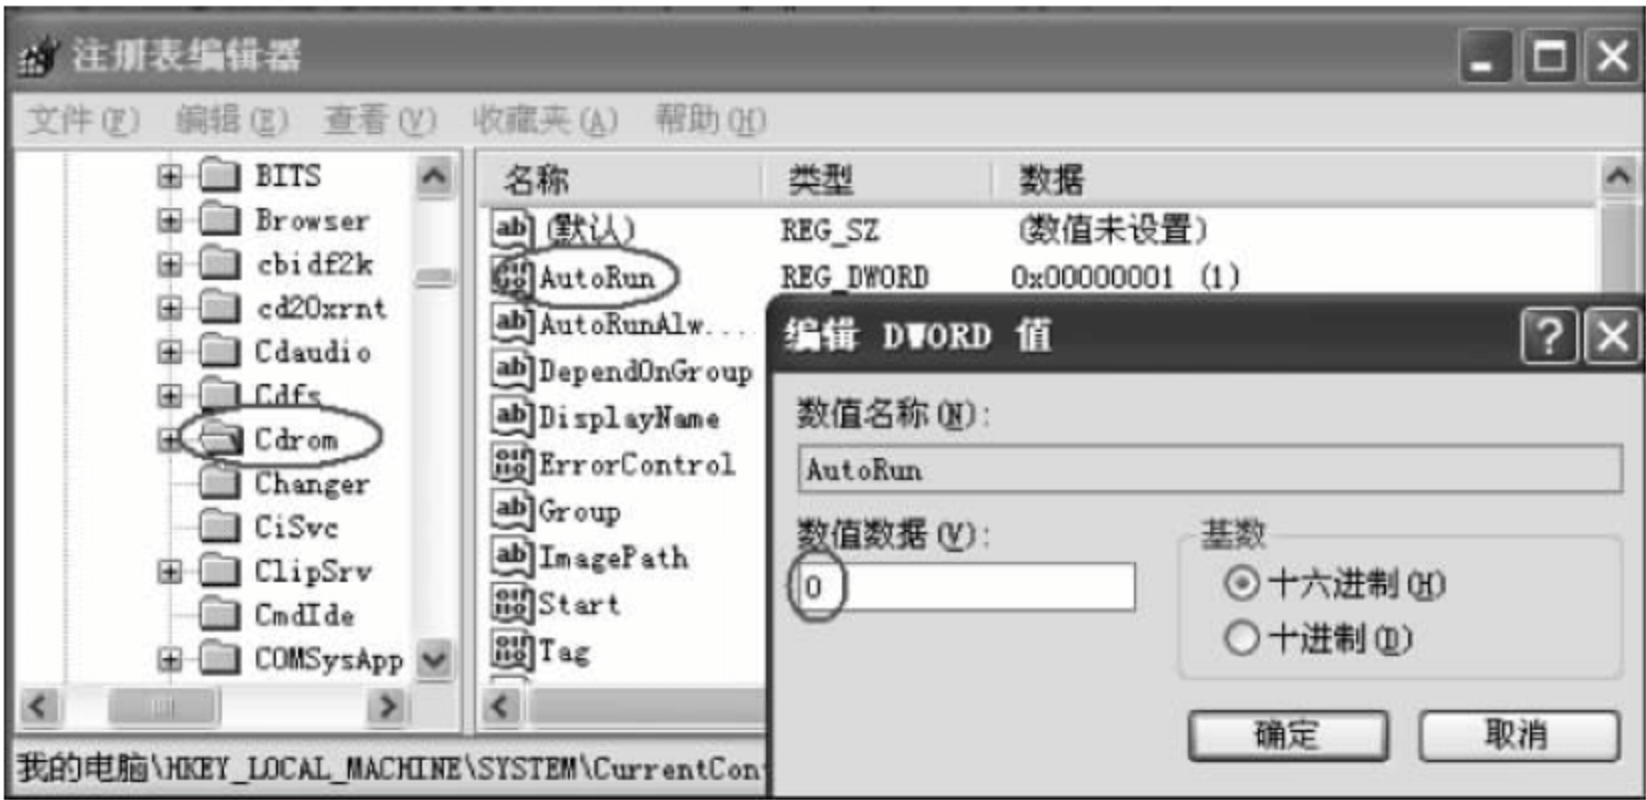 注册表编辑器
文件(F) 编辑(E) 查看(V) 收藏夹(A) 帮助(H)
BITS
Browser
cbidf2k
cd20xrnt
Cdaudio
Cdfs
Cdrom
Changer
CiSvc
ClipSrv
CmdIde
COMSysApp
名称 类型 数据
(默认) REG_SZ (数值未设置)
AutoRun REG_DWORD 0x00000001 (1)
AutoRunAlw...
DependOnGroup
DisplayName
ErrorControl
Group
ImagePath
Start
Tag
编辑 DWORD 值
数值名称(N):
AutoRun
数值数据(V):
0
基数
十六进制(H)
十进制(D)
确定 取消
我的电脑\HKEY_LOCAL_MACHINE\SYSTEM\CurrentCon